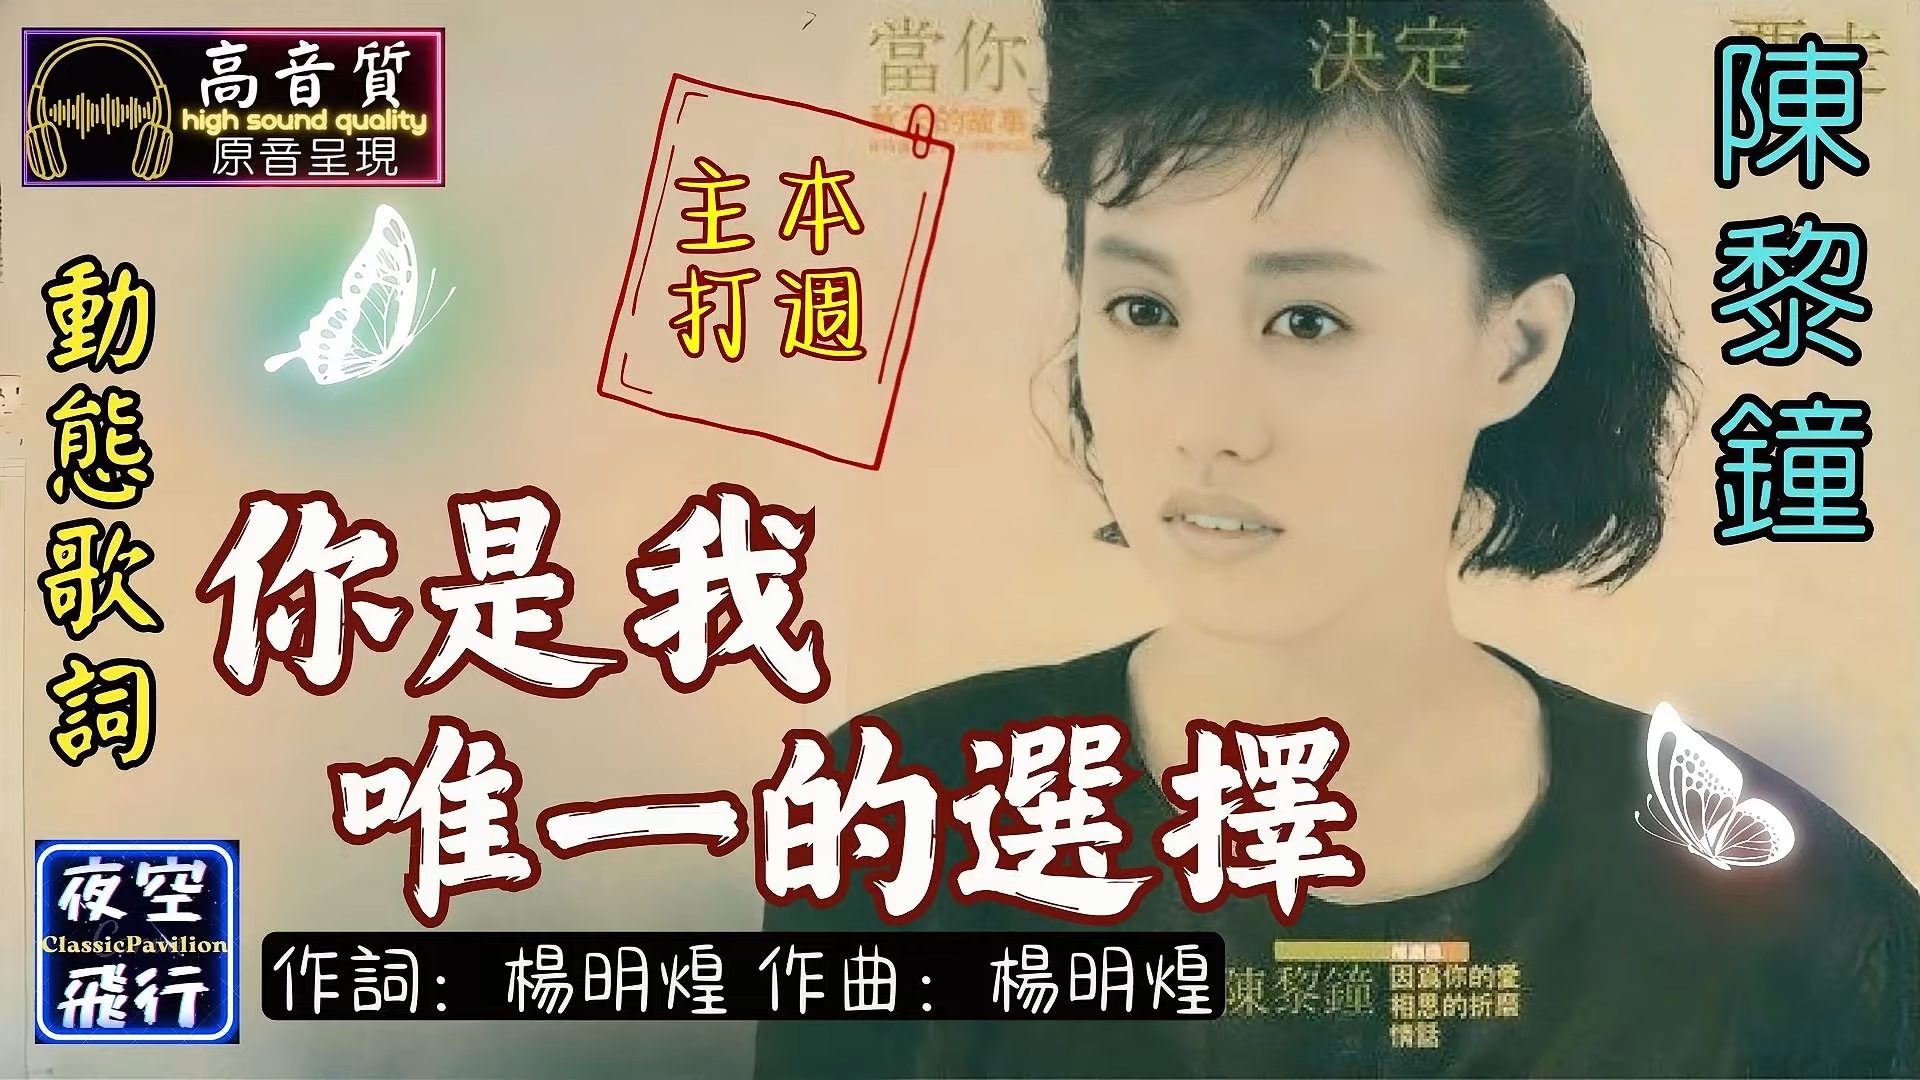 高音質
high sound quality
原音呈現
當你
決定
的故事
本週
主打
陳黎鐘
動態歌詞
你是我
唯一的選擇
夜空
ClassicPavilion
飛行
作詞：楊明煌 作曲：楊明煌
陳黎鐘
因為你的愛
相思的折磨
情話